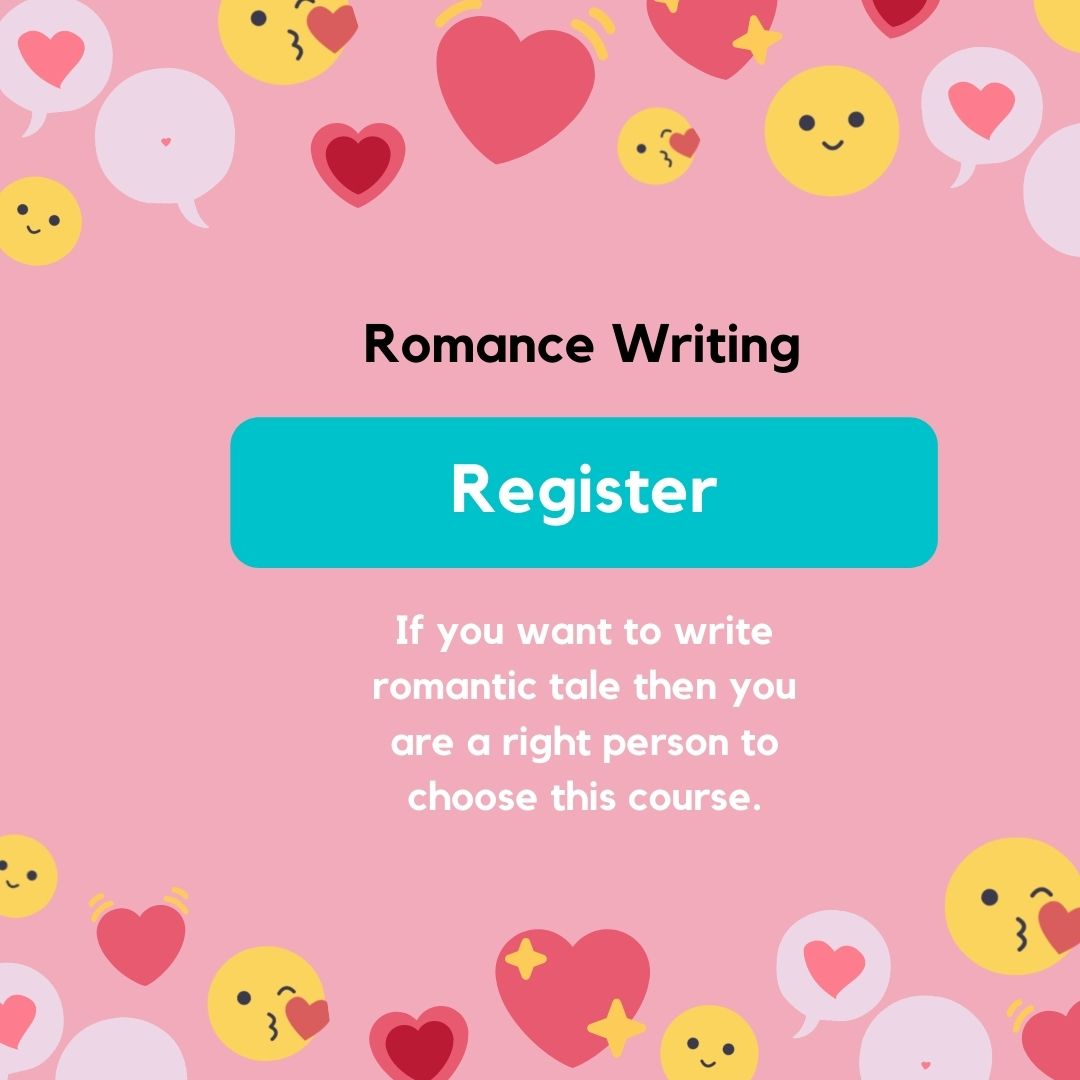 Romance Writing
Register
If you want to write
romantic tale then you
are a right person to
choose this course.